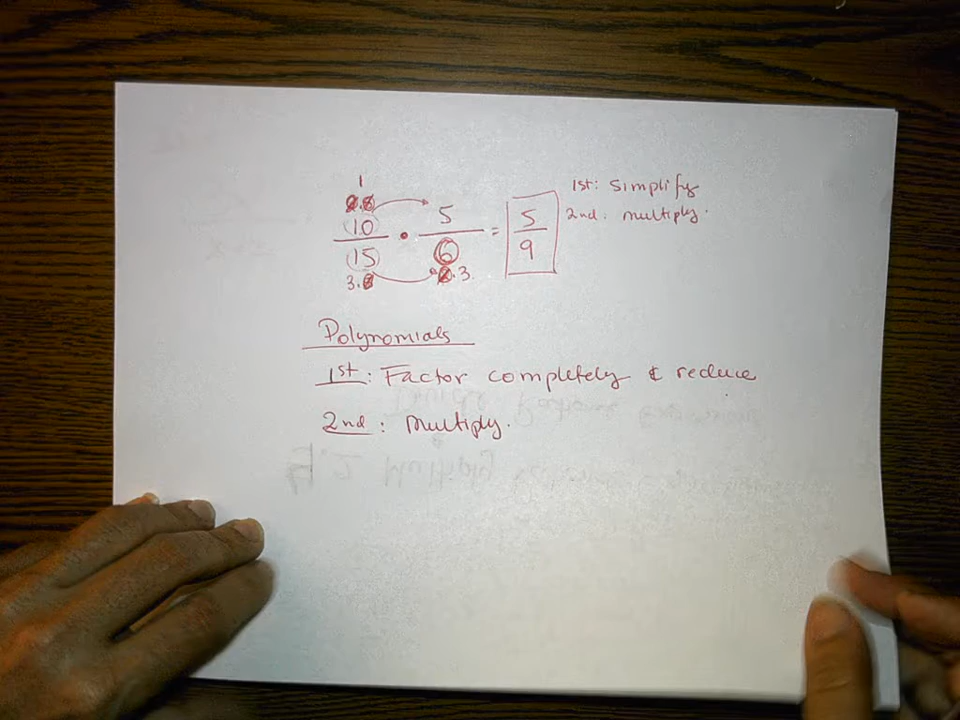 1
10/15 • 5/6 = 5/9
3. .3
1st: Simplify
2nd: multiply.
Polynomials
1st: Factor completely & reduce
2nd: Multiply.